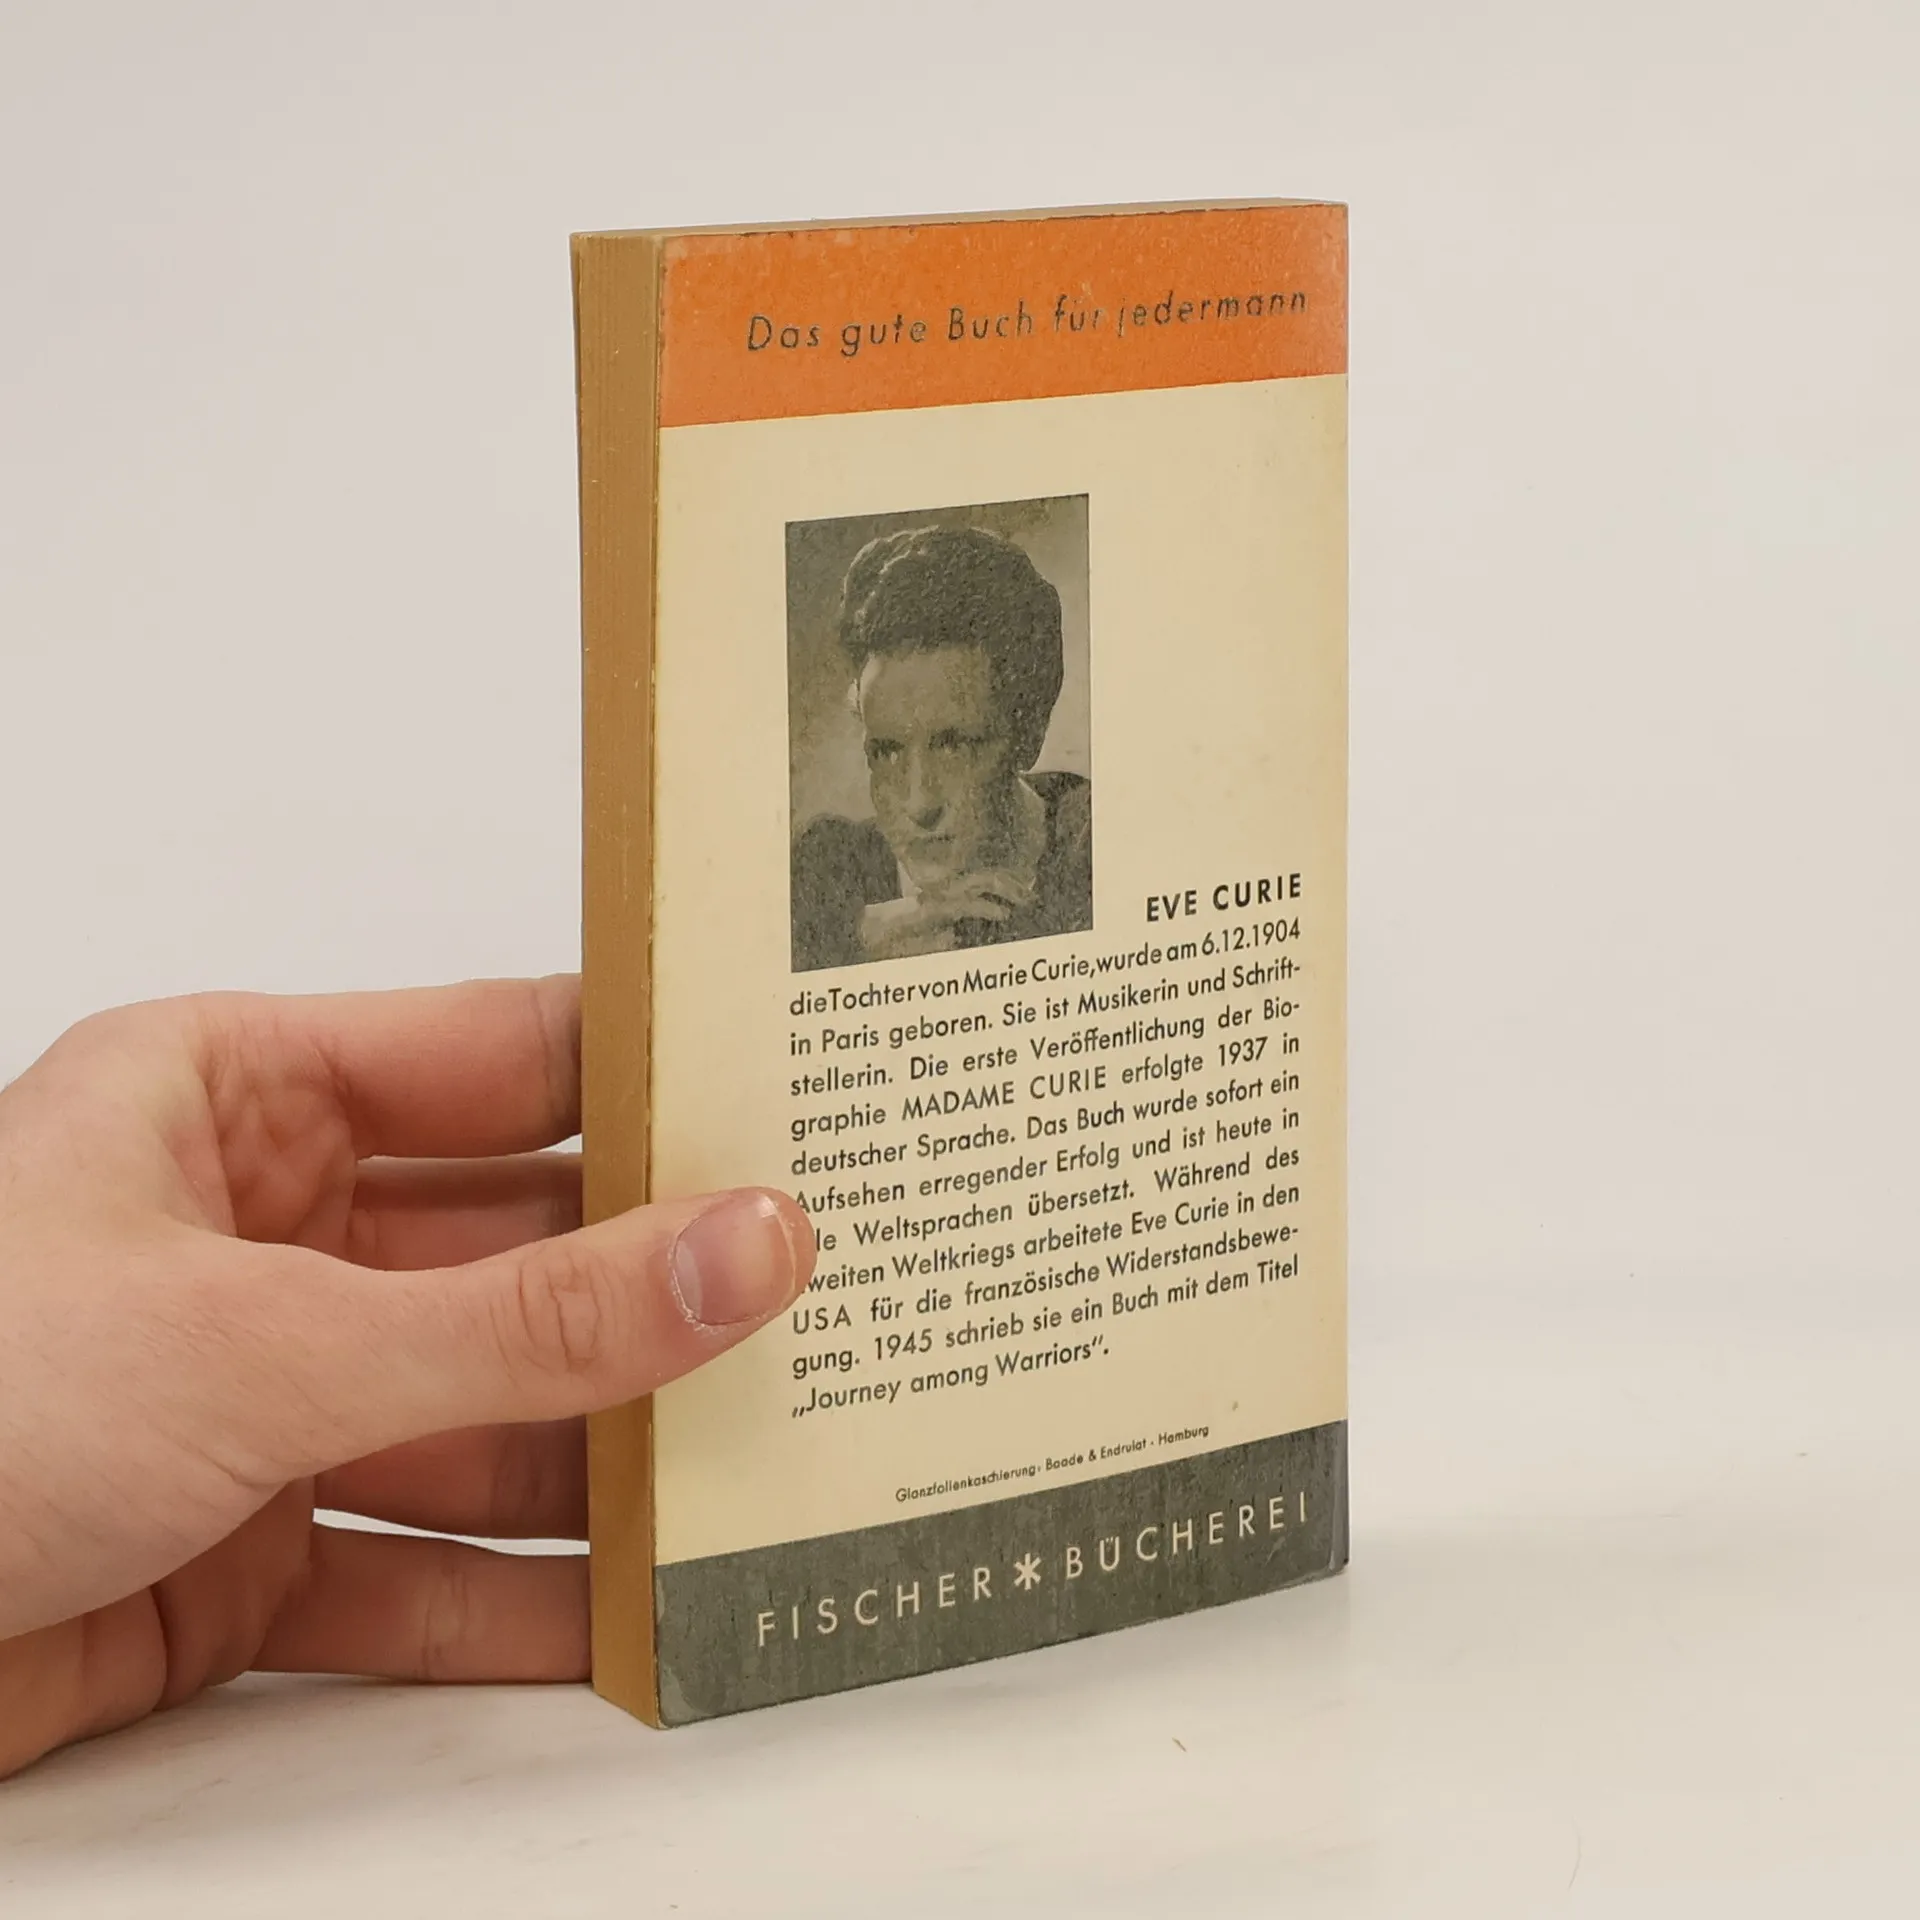 Das gute Buch für jedermann
EVE CURIE
die Tochter von Marie Curie, wurde am 6.12.1904
in Paris geboren. Sie ist Musikerin und Schrift-
stellerin. Die erste Veröffentlichung der Bio-
graphie MADAME CURIE erfolgte 1937 in
deutscher Sprache. Das Buch wurde sofort ein
Aufsehen erregender Erfolg und ist heute in
Weltsprachen übersetzt. Während des
weiten Weltkriegs arbeitete Eve Curie in den
USA für die französische Widerstandsbewe-
gung. 1945 schrieb sie ein Buch mit dem Titel
„Journey among Warriors“.
Glanzfolienkaschierung: Baade & Endrulat · Hamburg
FISCHER * BÜCHEREI